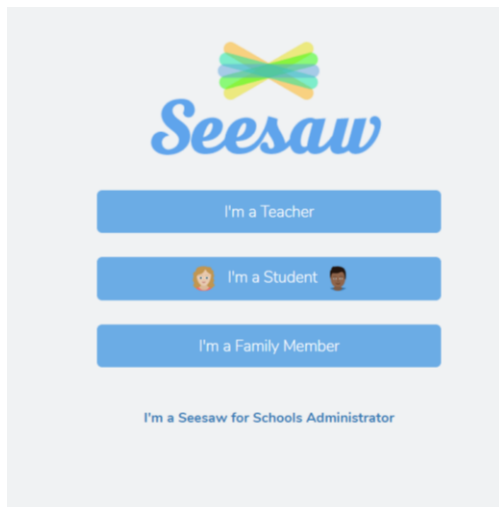 Seesaw
I'm a Teacher
I'm a Student
I'm a Family Member
I'm a Seesaw for Schools Administrator